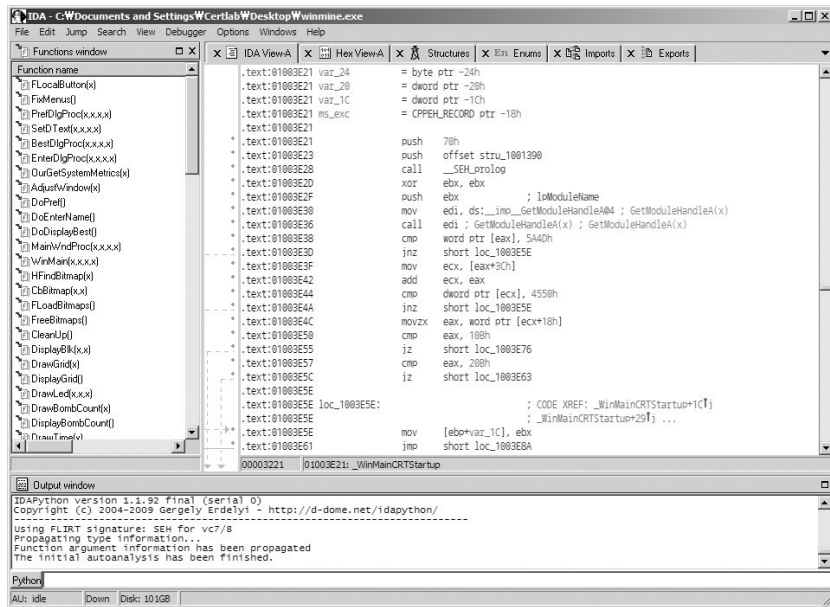 IDA - C:₩Documents and Settings₩Certlab₩Desktop₩winmine.exe
File Edit Jump Search View Debugger Options Windows Help
Functions window
IDA View-A Hex View-A Structures En Enums Imports Exports
Function name
FLocalButton(x)
FixMenus()
PrefDlgProc(x,x,x,x)
SetDText(x,x,x,x)
BestDlgProc(x,x,x,x)
EnterDlgProc(x,x,x,x)
OurGetSystemMetrics(x)
AdjustWindow(x)
DoPref()
DoEnterName()
DoDisplayBest()
MainWndProc(x,x,x,x)
WinMain(x,x,x,x)
HFindBitmap(x)
CbBitmap(x,x)
FLoadBitmaps()
FreeBitmaps()
CleanUp()
DisplayBlk(x,x)
DrawGrid(x)
DisplayGrid()
DrawLed(x,x,x)
DrawBombCount(x)
DisplayBombCount()
DrawTime(x)
.text:01003E21 var_24 = byte ptr -24h
.text:01003E21 var_20 = dword ptr -20h
.text:01003E21 var_1C = dword ptr -1Ch
.text:01003E21 ms_exc = CPPEH_RECORD ptr -18h
.text:01003E21
.text:01003E21 push 70h
.text:01003E23 push offset stru_1001390
.text:01003E28 call __SEH_prolog
.text:01003E2D xor ebx, ebx
.text:01003E2F push ebx ; lpModuleName
.text:01003E30 mov edi, ds:__imp__GetModuleHandleA@4 ; GetModuleHandleA(x)
.text:01003E36 call edi ; GetModuleHandleA(x) ; GetModuleHandleA(x)
.text:01003E38 cmp word ptr [eax], 5A4Dh
.text:01003E3D jnz short loc_1003E5E
.text:01003E3F mov ecx, [eax+3Ch]
.text:01003E42 add ecx, eax
.text:01003E44 cmp dword ptr [ecx], 4550h
.text:01003E4A jnz short loc_1003E5E
.text:01003E4C movzx eax, word ptr [ecx+18h]
.text:01003E50 cmp eax, 10Bh
.text:01003E55 jz short loc_1003E76
.text:01003E57 cmp eax, 20Bh
.text:01003E5C jz short loc_1003E63
.text:01003E5E
.text:01003E5E loc_1003E5E: ; CODE XREF: _WinMainCRTStartup+1C↑j
.text:01003E5E ; _WinMainCRTStartup+29↑j ...
.text:01003E5E mov [ebp+var_1C], ebx
.text:01003E61 jmp short loc_1003E8A
00003221 01003E21: _WinMainCRTStartup
Output window
IDAPython version 1.1.92 final (serial 0)
Copyright (c) 2004-2009 Gergely Erdelyi - http://d-dome.net/idapython/
Using FLIRT signature: SEH for vc7/8
Propagating type information...
Function argument information has been propagated
The initial autoanalysis has been finished.
Python
AU: idle Down Disk: 101GB